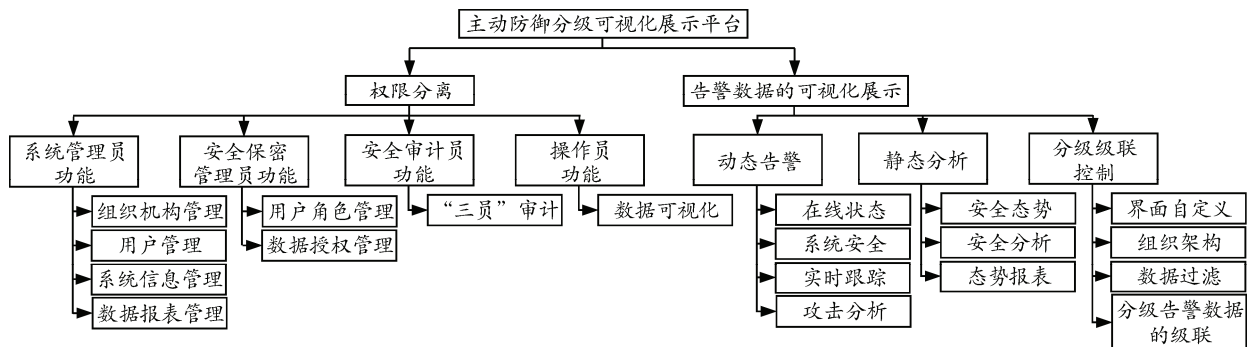 主动防御分级可视化展示平台
权限分离
告警数据的可视化展示
系统管理员
功能
安全保密
管理员功能
安全审计员
功能
操作员
功能
动态告警
静态分析
分级级联
控制
组织机构管理
用户管理
系统信息管理
数据报表管理
用户角色管理
数据授权管理
“三员”审计
数据可视化
在线状态
系统安全
实时跟踪
攻击分析
安全态势
安全分析
态势报表
界面自定义
组织架构
数据过滤
分级告警数据
的级联